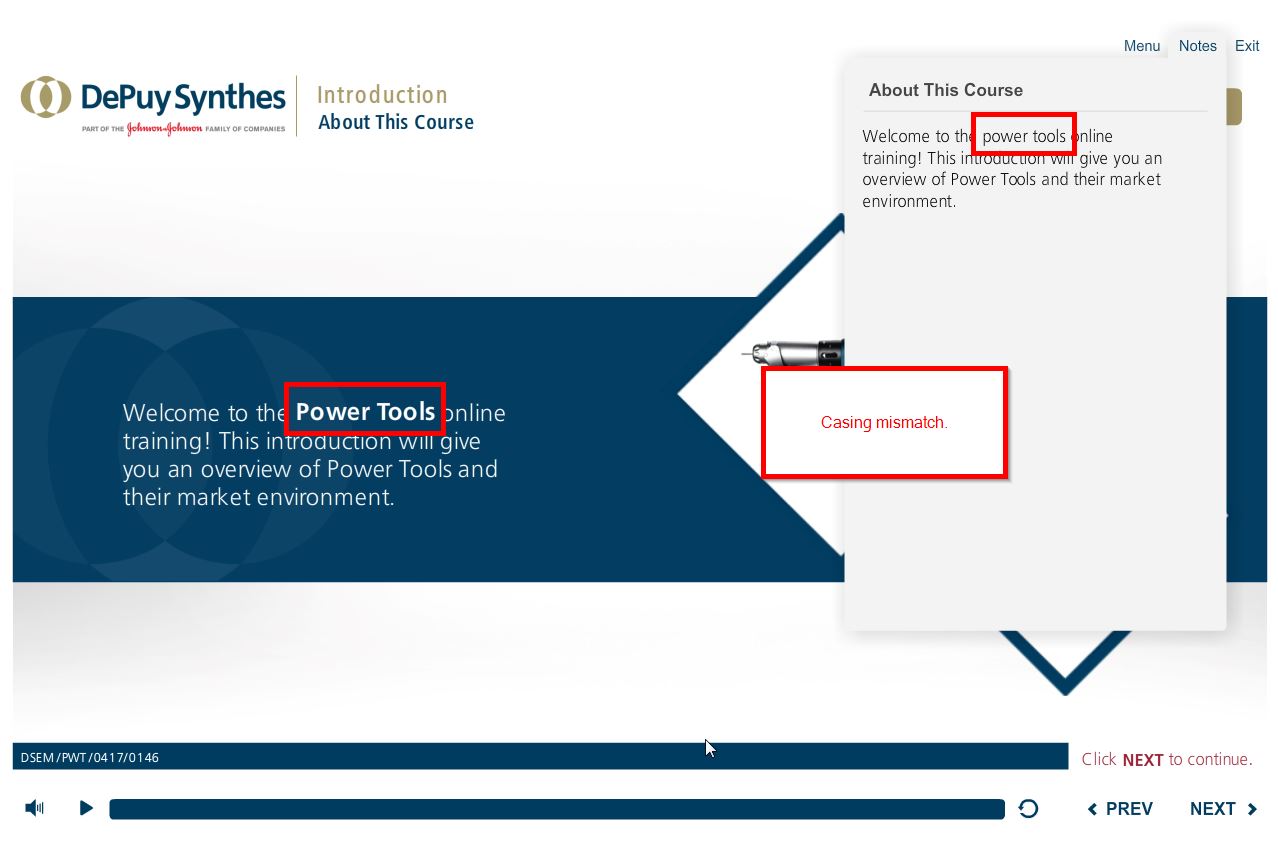 Menu Notes Exit
DePuy Synthes
PART OF THE Johnson & Johnson FAMILY OF COMPANIES
Introduction
About This Course
About This Course
Welcome to the power tools online
training! This introduction will give you an
overview of Power Tools and their market
environment.
Welcome to the Power Tools online
training! This introduction will give
you an overview of Power Tools and
their market environment.
Casing mismatch.
DSEM/PWT/0417/0146
Click NEXT to continue.
PREV NEXT